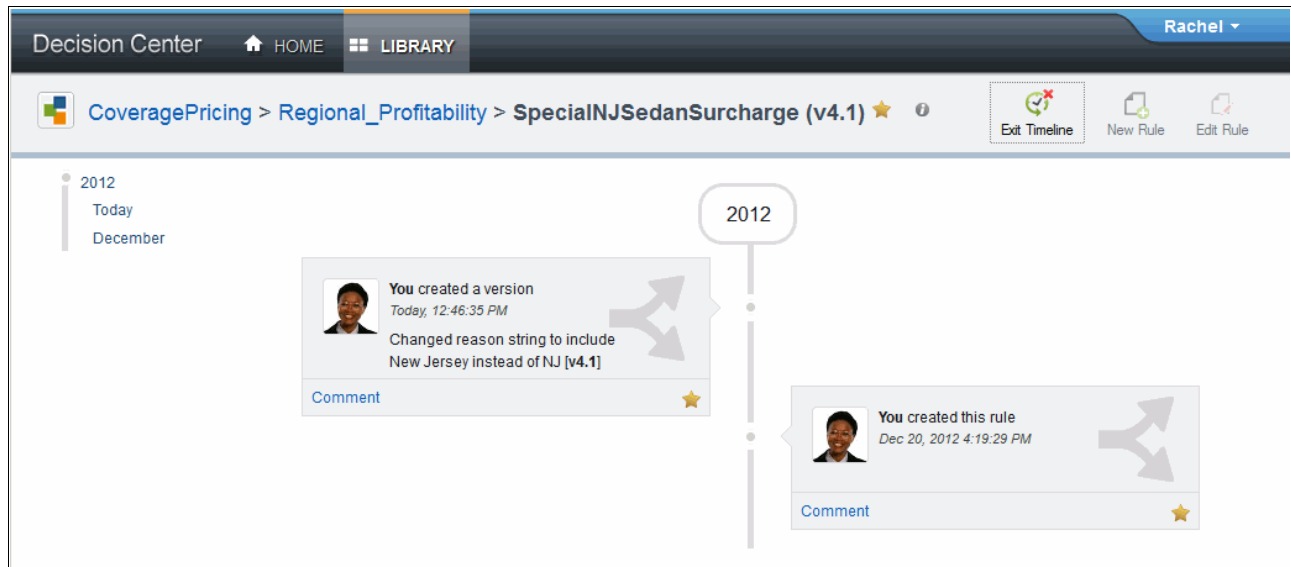 Decision Center HOME LIBRARY Rachel
CoveragePricing > Regional_Profitability > SpecialNJSedanSurcharge (v4.1)
Exit Timeline New Rule Edit Rule
2012
Today
December
2012
You created a version
Today, 12:46:35 PM
Changed reason string to include
New Jersey instead of NJ [v4.1]
Comment
You created this rule
Dec 20, 2012 4:19:29 PM
Comment